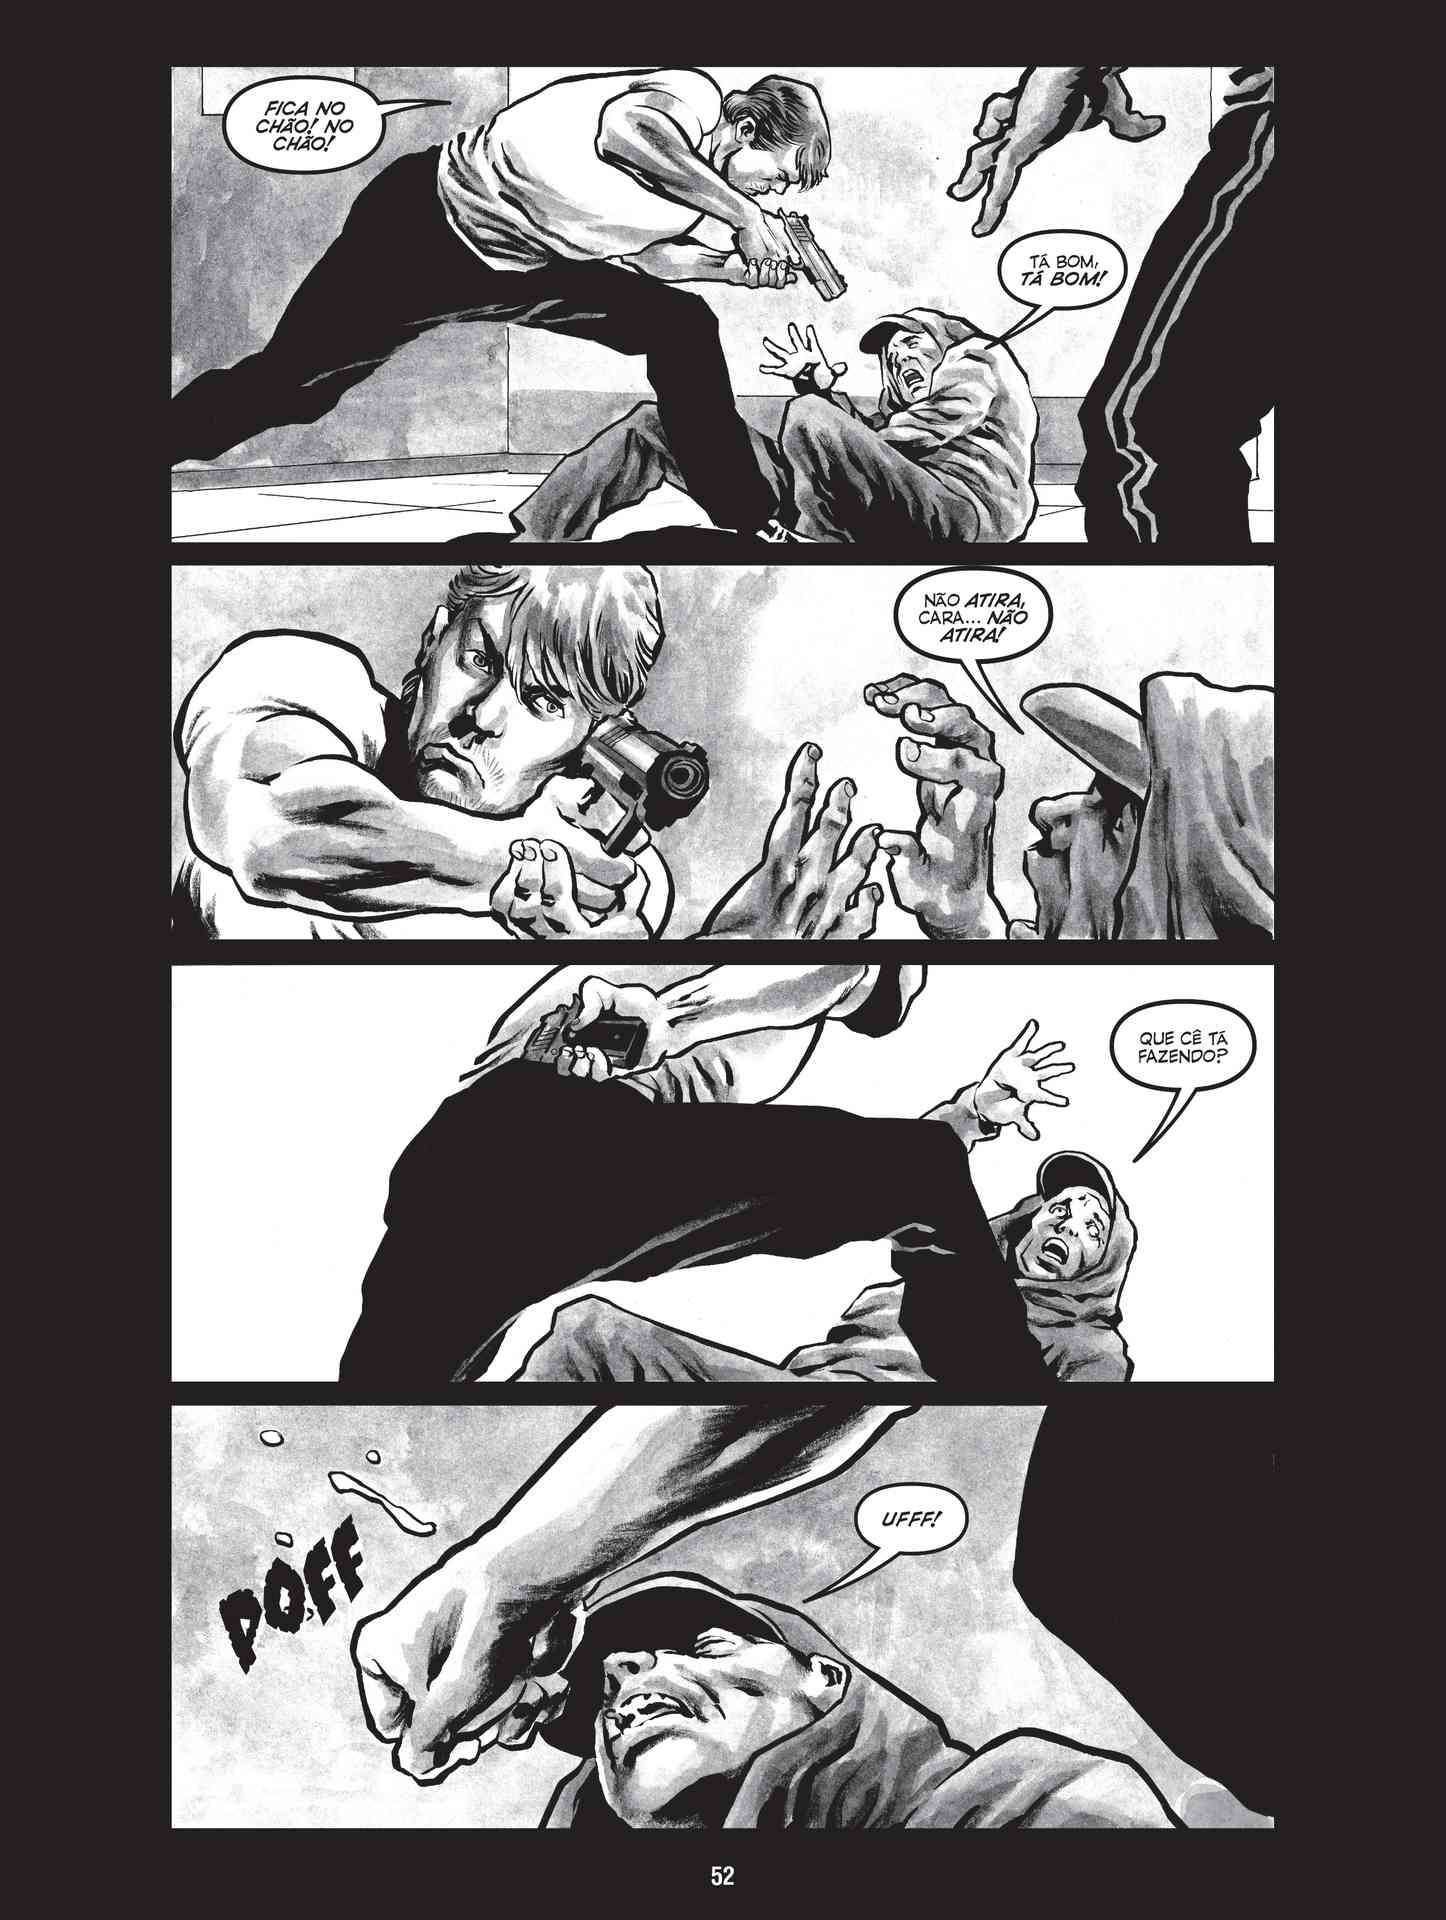 FICA NO
CHÃO! NO
CHÃO!
TÁ BOM,
TÁ BOM!
NÃO ATIRA,
CARA... NÃO
ATIRA!
QUE CÊ TÁ
FAZENDO?
UFFF!
POFF
52